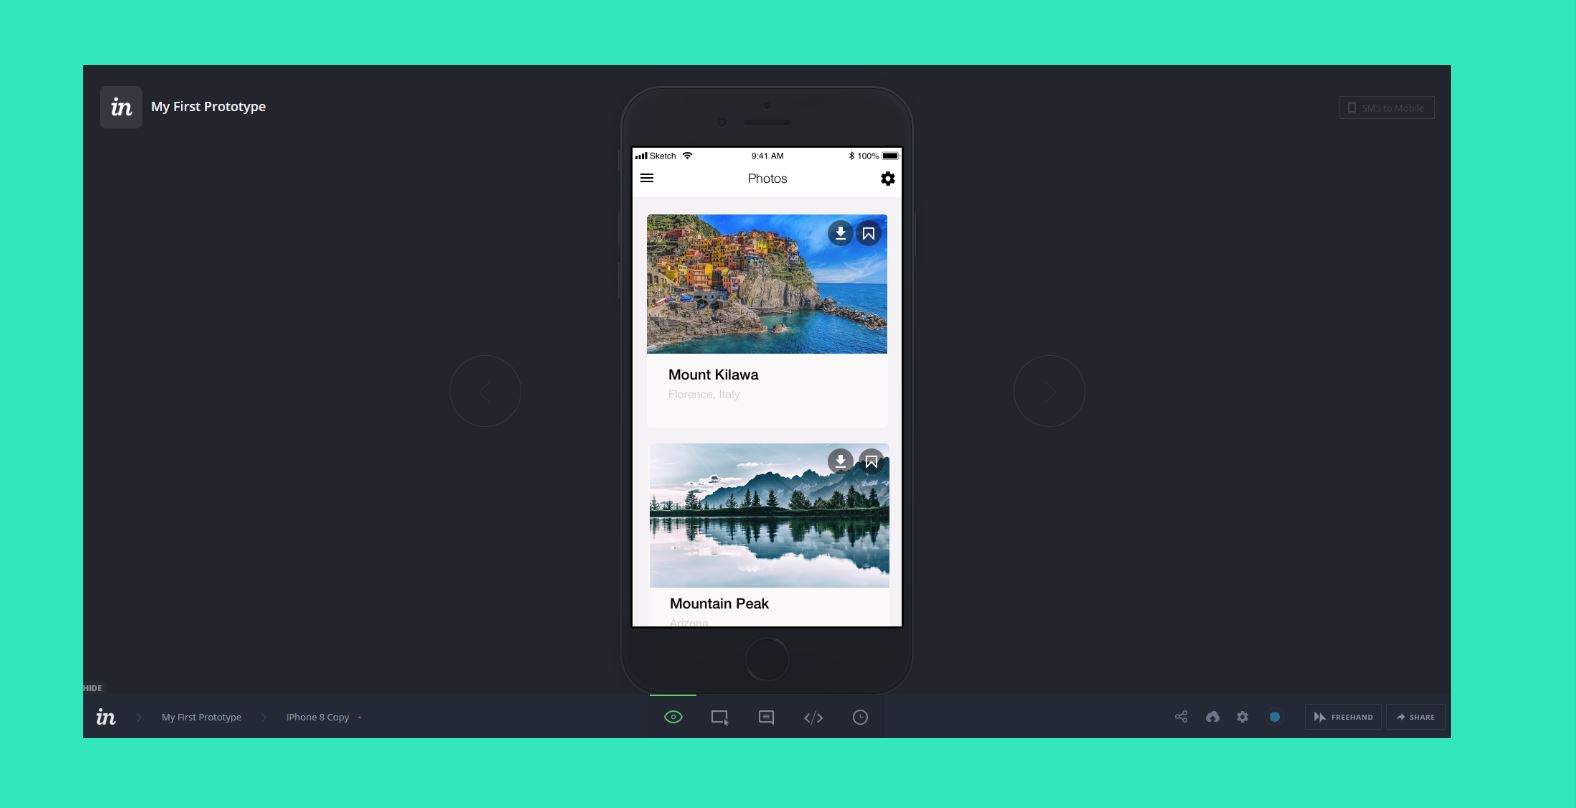 in My First Prototype
SMS to Mobile
Sketch 9:41 AM 100%
Photos
Mount Kilawa
Florence, Italy
Mountain Peak
Arizona
HIDE
in My First Prototype iPhone 8 Copy FREEHAND SHARE